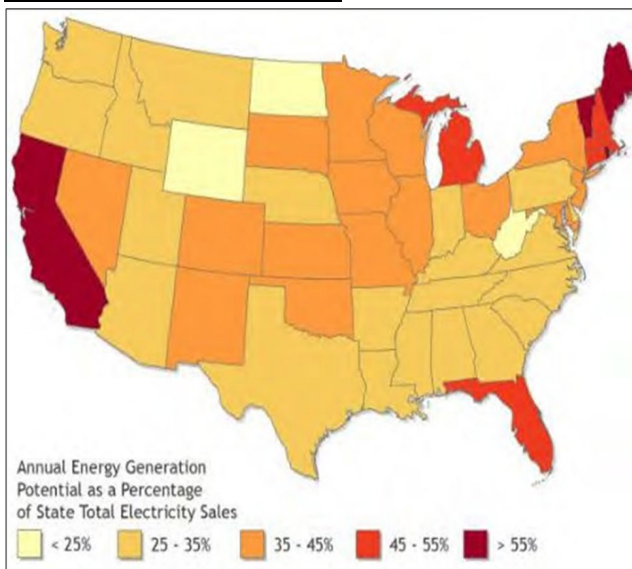 Annual Energy Generation
Potential as a Percentage
of State Total Electricity Sales
< 25%
25 - 35%
35 - 45%
45 - 55%
> 55%